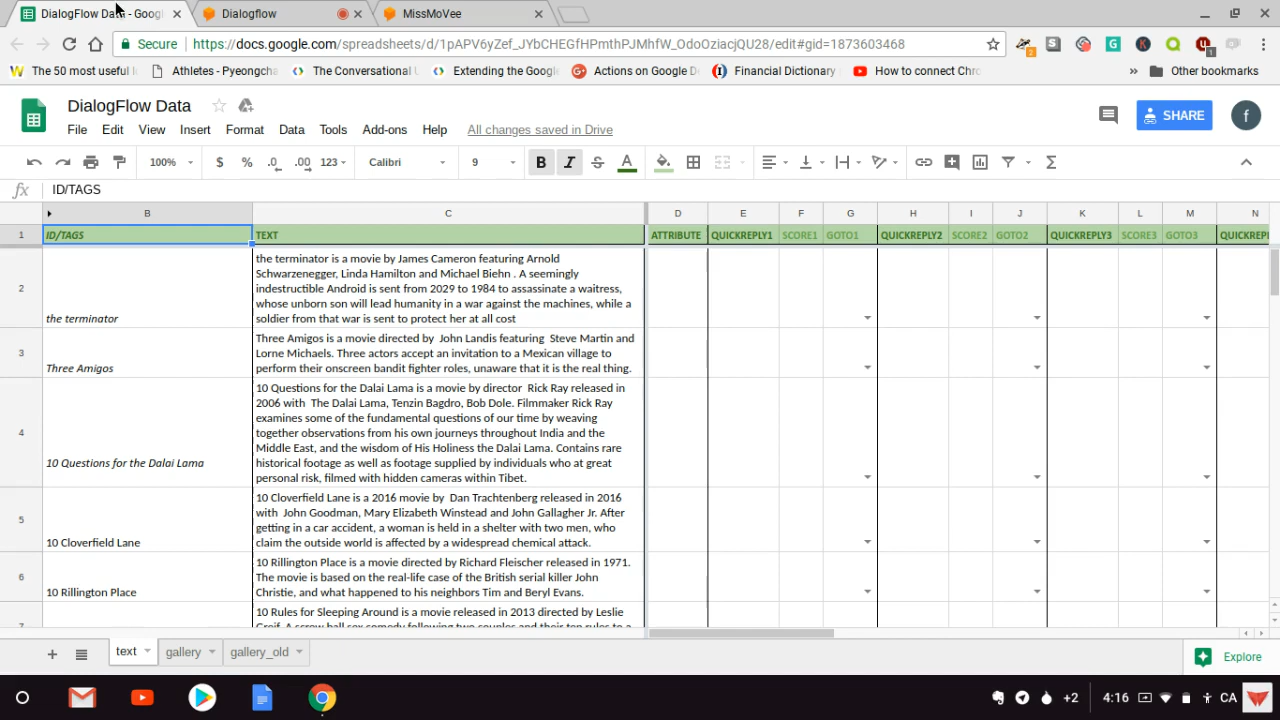 DialogFlow Data - Goog
Dialogflow
MissMoVee
Secure
https://docs.google.com/spreadsheets/d/1pAPV6yZef_JYbCHEGfHPmthPJMhfW_OdoOziacjQU28/edit#gid=1873603468
The 50 most useful
Athletes - Pyeongcha
The Conversational
Extending the Google
Actions on Google D
Financial Dictionary
How to connect Chro
»
Other bookmarks
DialogFlow Data
File Edit View Insert Format Data Tools Add-ons Help All changes saved in Drive
SHARE
f
100% $ % .0 .00 123 Calibri 9 B I S A Σ
fx ID/TAGS
B C D E F G H I J K L M N
1 ID/TAGS TEXT ATTRIBUTE QUICKREPLY1 SCORE1 GOTO1 QUICKREPLY2 SCORE2 GOTO2 QUICKREPLY3 SCORE3 GOTO3 QUICKREPL
the terminator is a movie by James Cameron featuring Arnold
Schwarzenegger, Linda Hamilton and Michael Biehn . A seemingly
indestructible Android is sent from 2029 to 1984 to assassinate a waitress,
whose unborn son will lead humanity in a war against the machines, while a
soldier from that war is sent to protect her at all cost
2
the terminator
Three Amigos is a movie directed by  John Landis featuring  Steve Martin and
Lorne Michaels. Three actors accept an invitation to a Mexican village to
perform their onscreen bandit fighter roles, unaware that it is the real thing.
3
Three Amigos
10 Questions for the Dalai Lama is a movie by director  Rick Ray released in
2006 with  The Dalai Lama, Tenzin Bagdro, Bob Dole. Filmmaker Rick Ray
examines some of the fundamental questions of our time by weaving
together observations from his own journeys throughout India and the
Middle East, and the wisdom of His Holiness the Dalai Lama. Contains rare
historical footage as well as footage supplied by individuals who at great
personal risk, filmed with hidden cameras within Tibet.
4
10 Questions for the Dalai Lama
10 Cloverfield Lane is a 2016 movie by  Dan Trachtenberg released in 2016
with  John Goodman, Mary Elizabeth Winstead and John Gallagher Jr. After
getting in a car accident, a woman is held in a shelter with two men, who
claim the outside world is affected by a widespread chemical attack.
5
10 Cloverfield Lane
10 Rillington Place is a movie directed by Richard Fleischer released in 1971.
The movie is based on the real-life case of the British serial killer John
Christie, and what happened to his neighbors Tim and Beryl Evans.
6
10 Rillington Place
10 Rules for Sleeping Around is a movie released in 2013 directed by Leslie
text gallery gallery_old
Explore
+2 4:16 CA